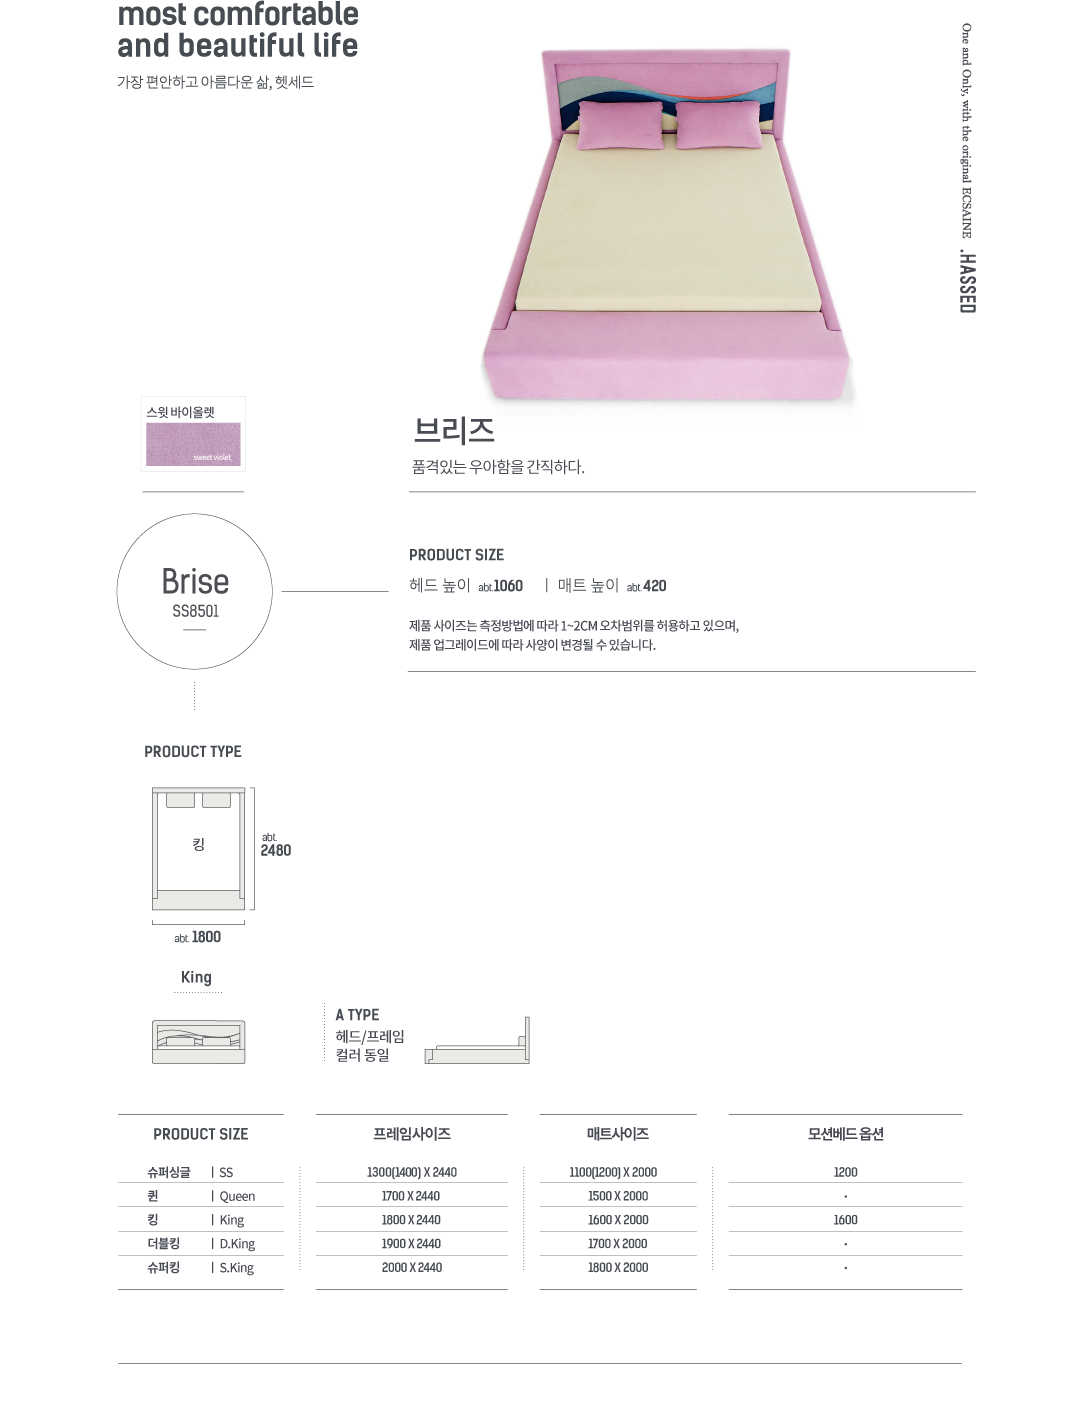 most comfortable
and beautiful life
가장 편안하고 아름다운 삶, 헷세드
One and Only, with the original ECSAINE .HASSED
스윗 바이올렛
sweet violet
브리즈
품격있는 우아함을 간직하다.
Brise
SS8501
PRODUCT SIZE
헤드 높이 abt.1060 | 매트 높이 abt.420
제품 사이즈는 측정방법에 따라 1~2CM 오차범위를 허용하고 있으며,
제품 업그레이드에 따라 사양이 변경될 수 있습니다.
PRODUCT TYPE
킹
abt.
2480
abt. 1800
King
A TYPE
헤드/프레임
컬러 동일
PRODUCT SIZE 프레임사이즈 매트사이즈 모션베드 옵션
슈퍼싱글 | SS 1300(1400) X 2440 1100(1200) X 2000 1200
퀸 | Queen 1700 X 2440 1500 X 2000 -
킹 | King 1800 X 2440 1600 X 2000 1600
더블킹 | D.King 1900 X 2440 1700 X 2000 -
슈퍼킹 | S.King 2000 X 2440 1800 X 2000 -